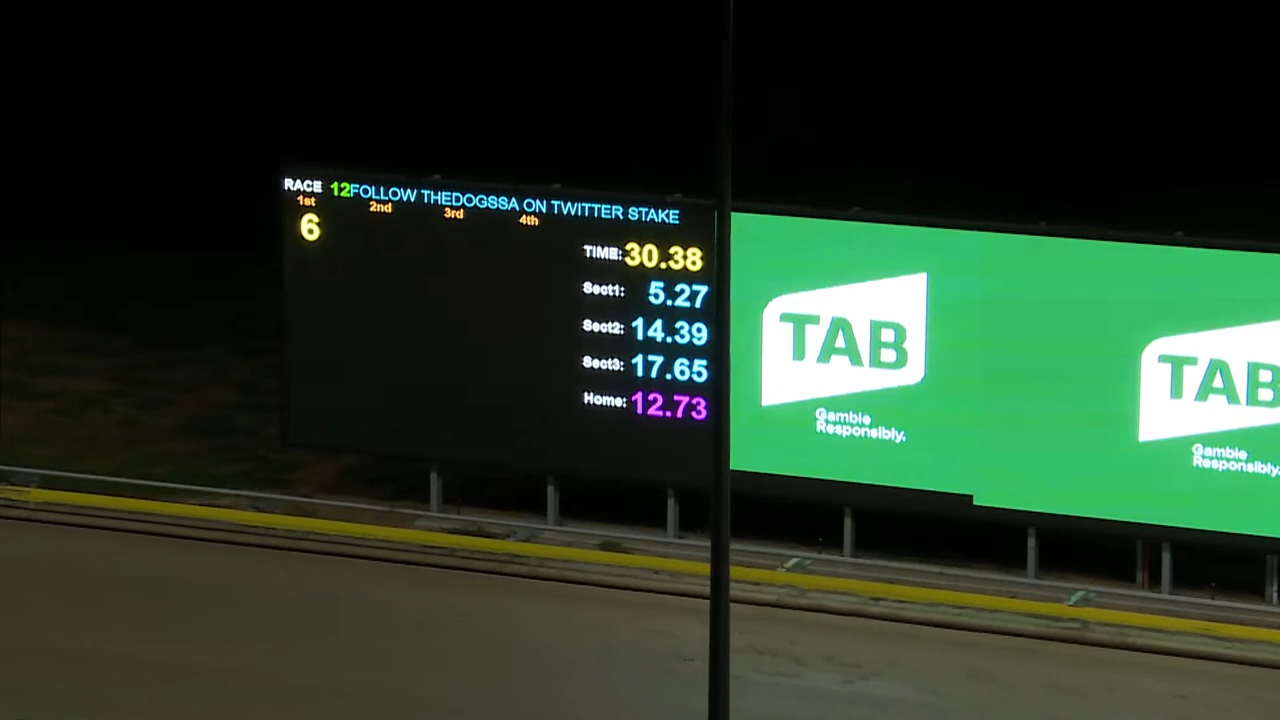 RACE 12FOLLOW THEDOGSSA ON TWITTER STAKE
1st 2nd 3rd 4th
6
TIME: 30.38
Sect1: 5.27
Sect2: 14.39
Sect3: 17.65
Home: 12.73
TAB
Gamble
Responsibly.
TAB
Gamble
Responsibly.